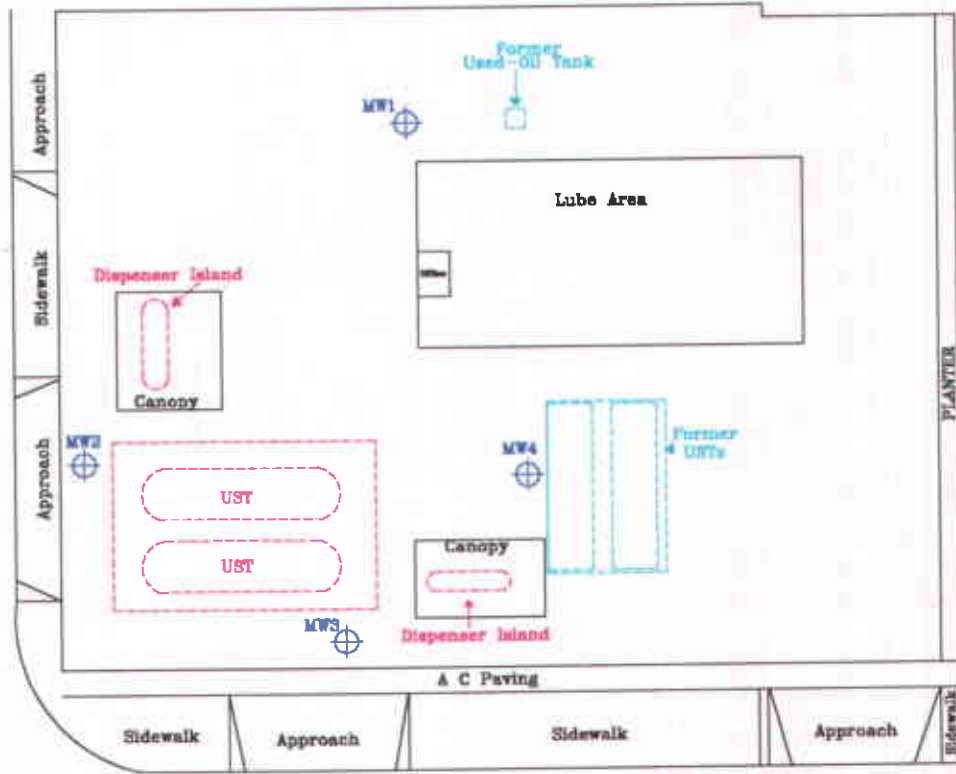 Former
Used-Oil Tank
MW1
Approach
Lube Area
Sidewalk
Dispenser Island
Canopy
PLANTER
MW2
MW4
Former
USTs
Approach
UST
UST
Canopy
MW3
Dispenser Island
A C Paving
Sidewalk
Approach
Sidewalk
Approach
Sidewalk